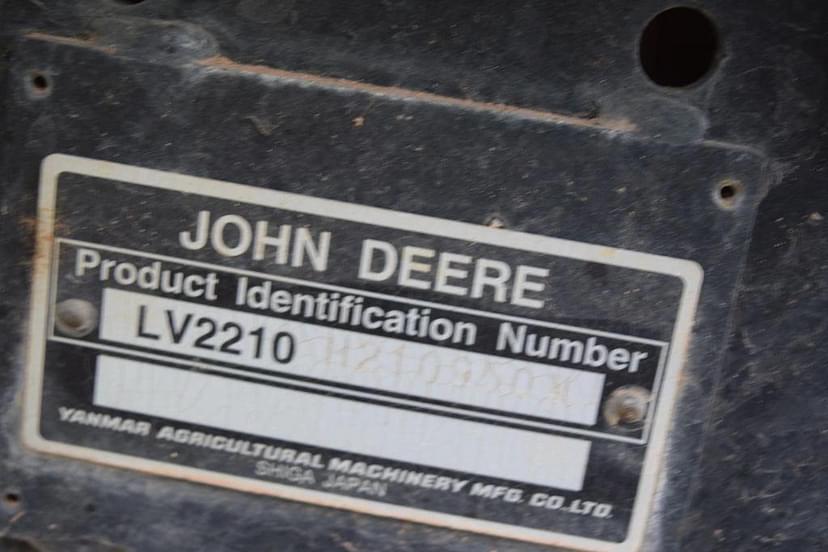 JOHN DEERE
Product Identification Number
LV2210
YANMAR AGRICULTURAL MACHINERY MFG. CO.,LTD.
SHIGA JAPAN